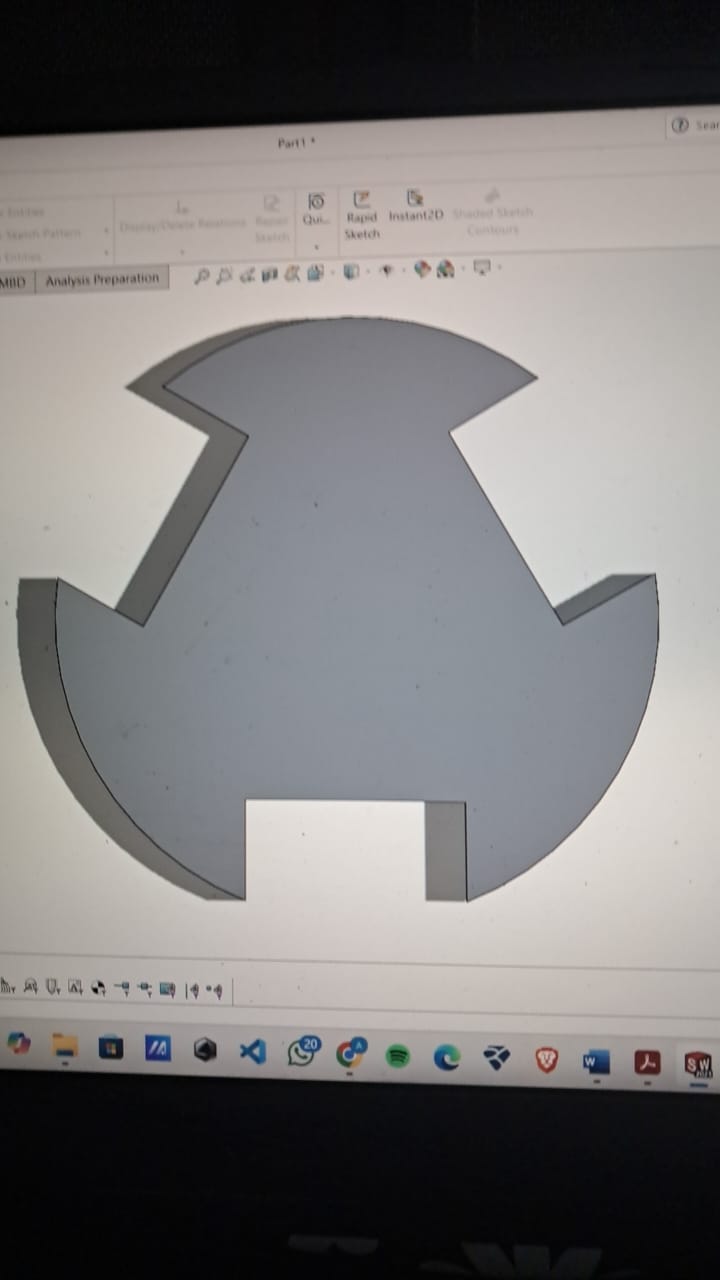 Part1 *
Sear
Entities
Sketch Pattern
Entities
Display/Delete Relations
Repair
Sketch
Qui...
Rapid
Sketch
Instant2D
Shaded Sketch
Contours
MBD
Analysis Preparation
20
A
W
SW